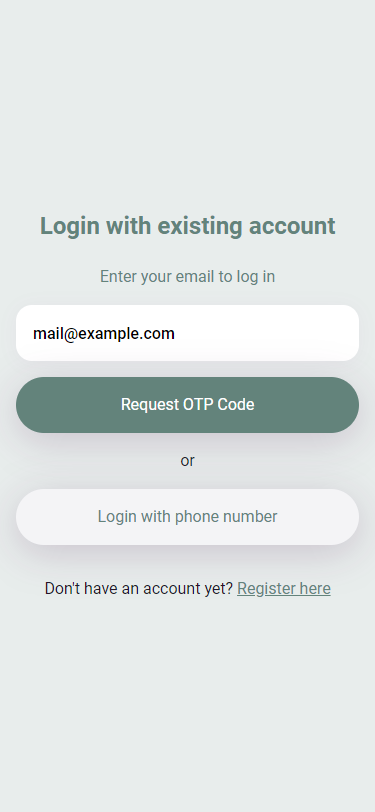 Login with existing account
Enter your email to log in
mail@example.com
Request OTP Code
or
Login with phone number
Don't have an account yet? Register here